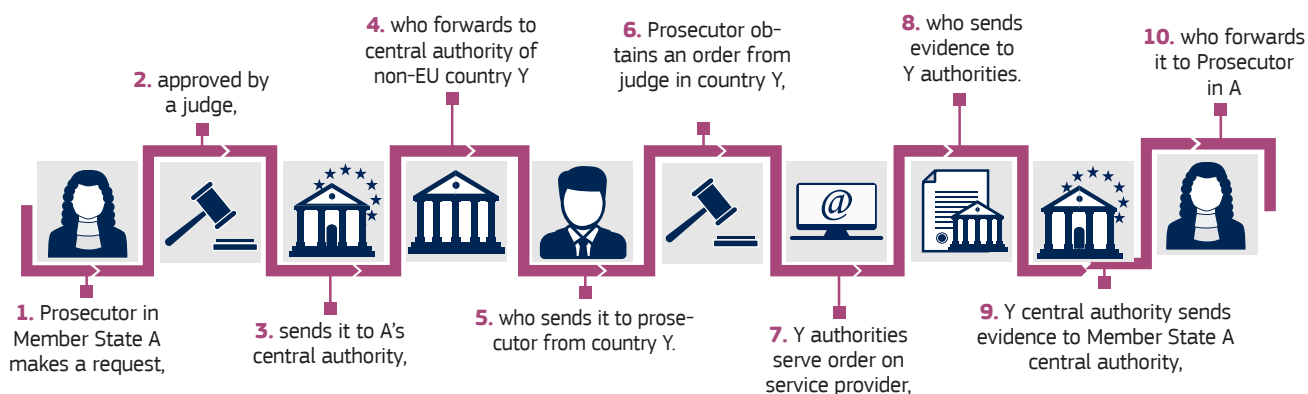 1. Prosecutor in
Member State A
makes a request,
2. approved by
a judge,
3. sends it to A's
central authority,
4. who forwards to
central authority of
non-EU country Y
5. who sends it to prose-
cutor from country Y.
6. Prosecutor ob-
tains an order from
judge in country Y,
7. Y authorities
serve order on
service provider,
@
8. who sends
evidence to
Y authorities.
9. Y central authority sends
evidence to Member State A
central authority,
10. who forwards
it to Prosecutor
in A